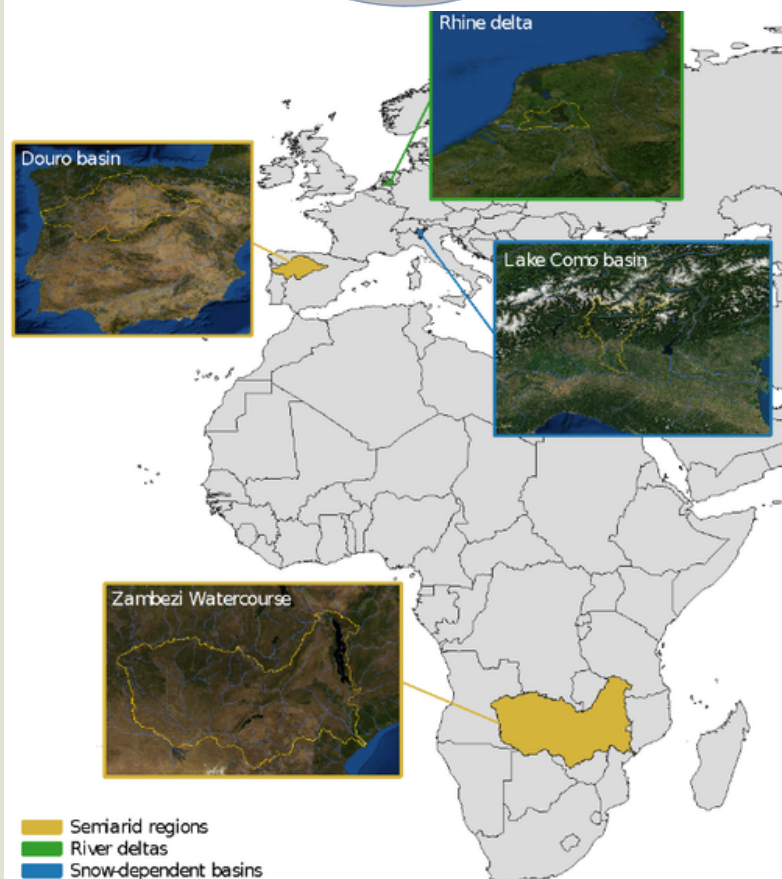 Rhine delta
Douro basin
Lake Como basin
Zambezi Watercourse
Semiarid regions
River deltas
Snow-dependent basins